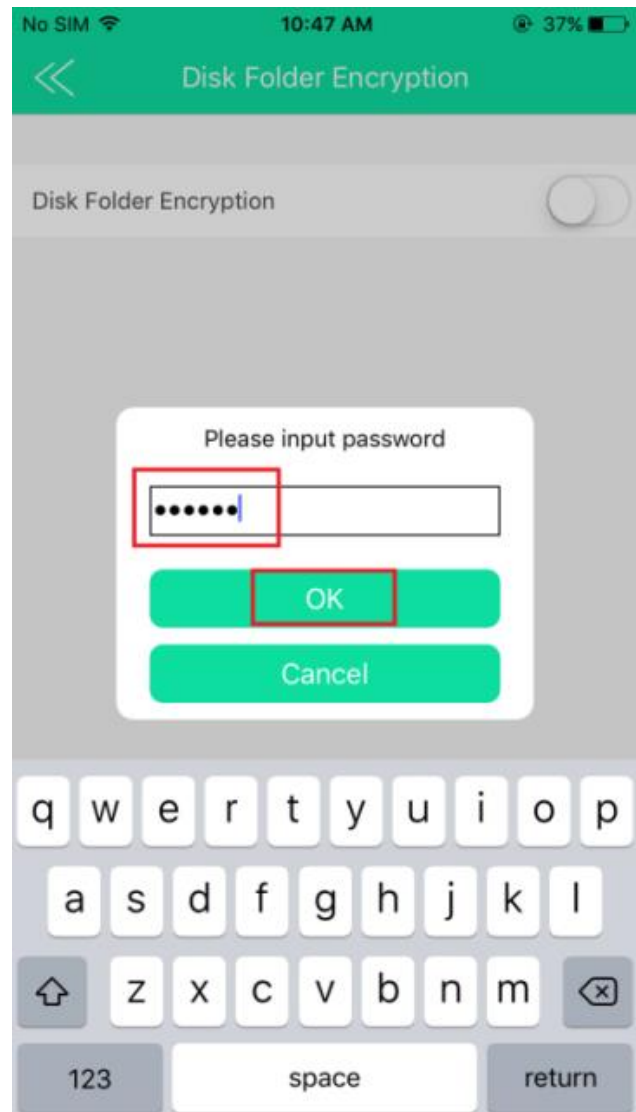 No SIM 10:47 AM 37%
Disk Folder Encryption
Disk Folder Encryption
Please input password
••••••
OK
Cancel
q w e r t y u i o p
a s d f g h j k l
z x c v b n m
123 space return